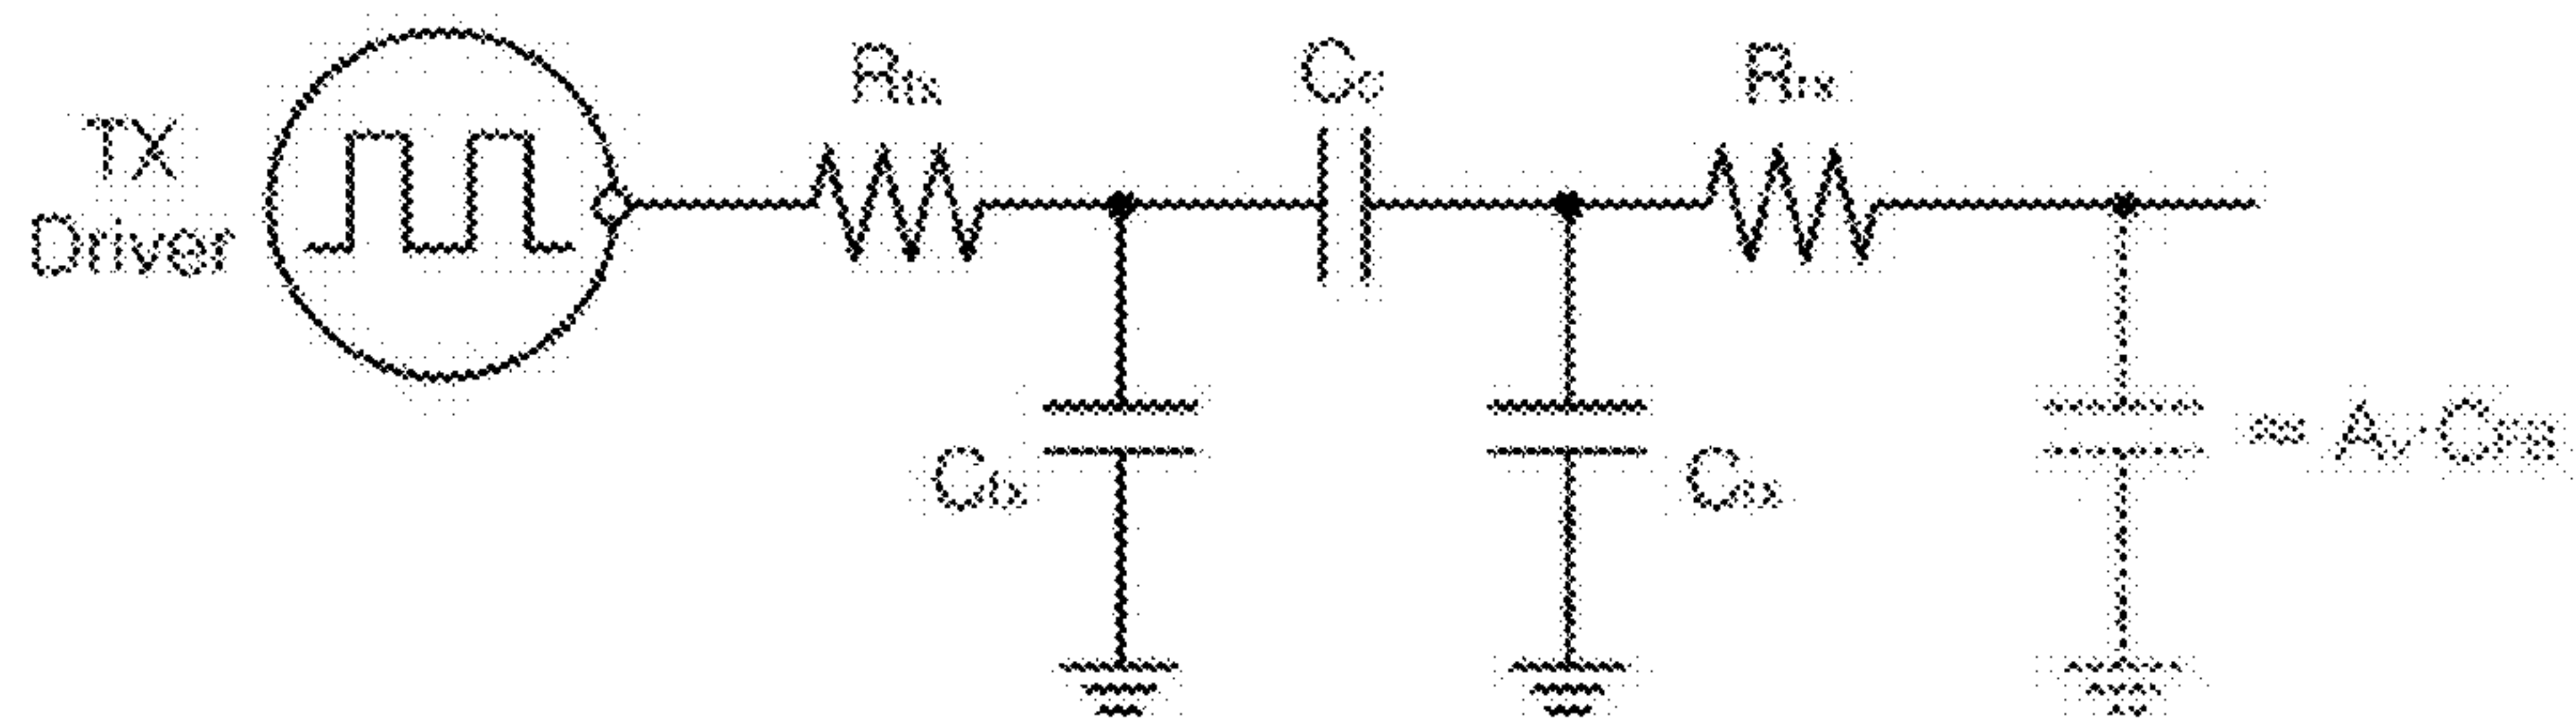 TX
Driver
Rtx
Cc
Rrx
Ctx
Crx
≈ Av·CFB